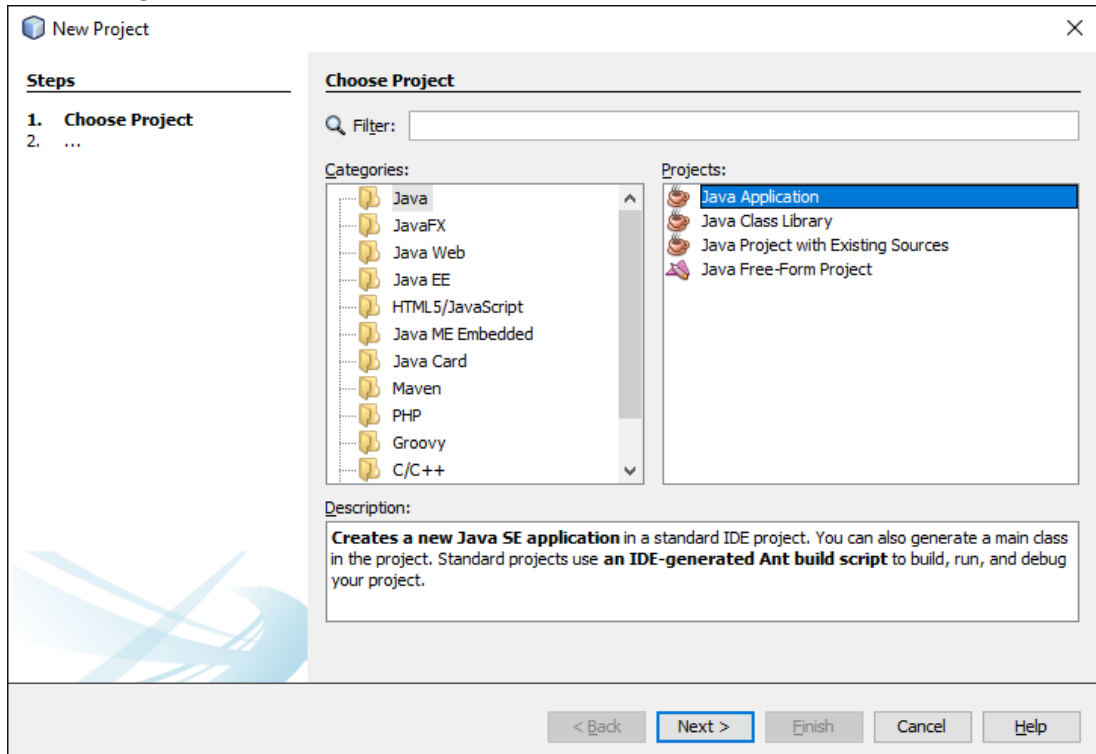 New Project
Steps
1. Choose Project
2. ...
Choose Project
Filter:
Categories:
Java
JavaFX
Java Web
Java EE
HTML5/JavaScript
Java ME Embedded
Java Card
Maven
PHP
Groovy
C/C++
Projects:
Java Application
Java Class Library
Java Project with Existing Sources
Java Free-Form Project
Description:
Creates a new Java SE application in a standard IDE project. You can also generate a main class
in the project. Standard projects use an IDE-generated Ant build script to build, run, and debug
your project.
< Back Next > Finish Cancel Help